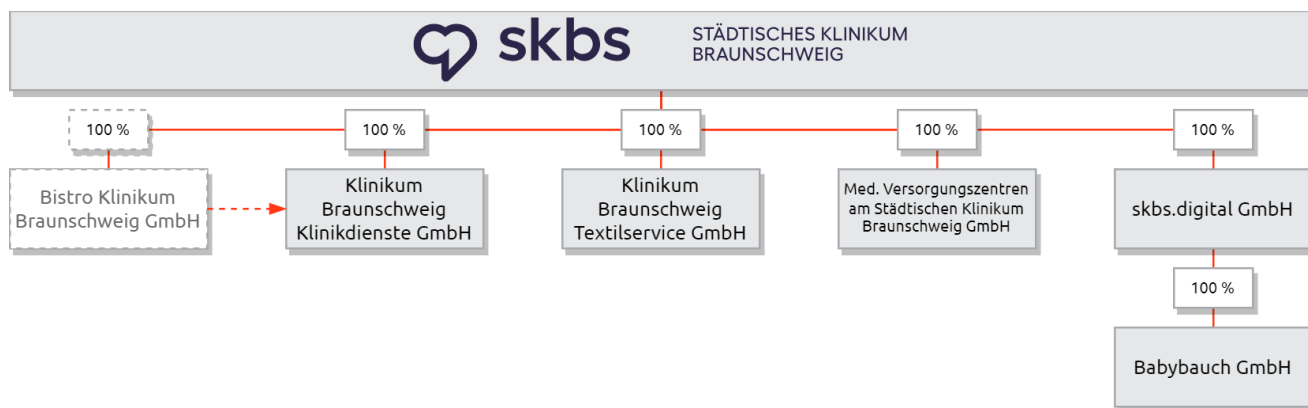 skbs
STÄDTISCHES KLINIKUM
BRAUNSCHWEIG
100 %
100 %
100 %
100 %
100 %
Bistro Klinikum
Braunschweig GmbH
Klinikum
Braunschweig
Klinikdienste GmbH
Klinikum
Braunschweig
Textilservice GmbH
Med. Versorgungszentren
am Städtischen Klinikum
Braunschweig GmbH
skbs.digital GmbH
100 %
Babybauch GmbH